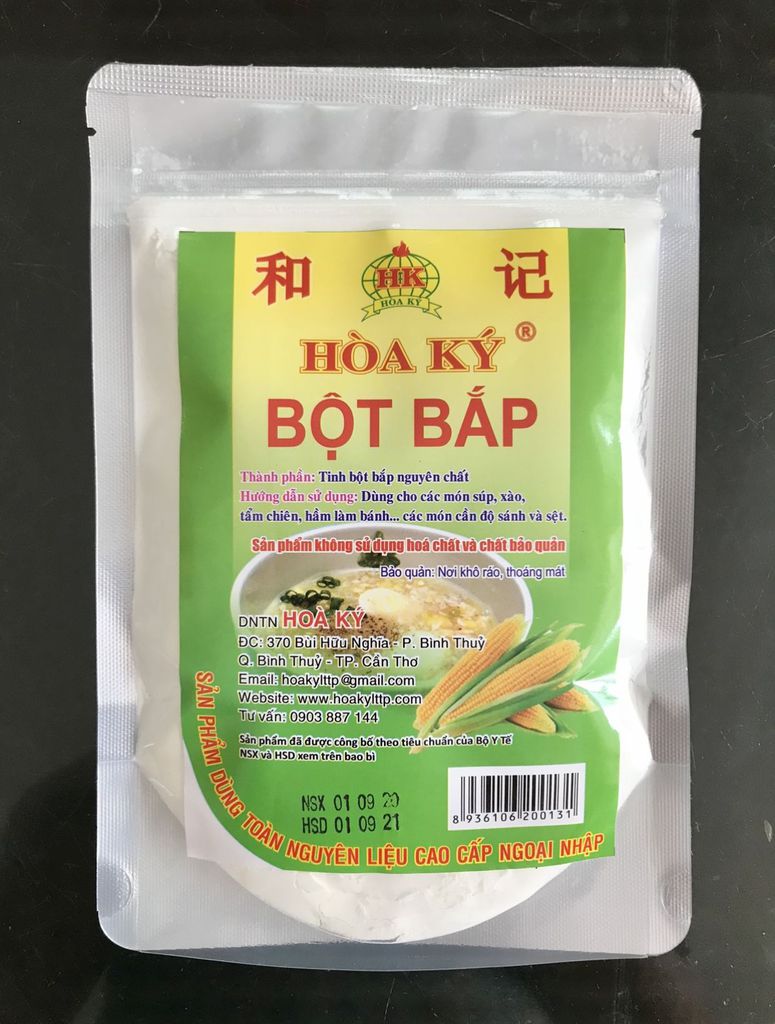 和 记
HK
HÒA KÝ
HÒA KÝ ®
BỘT BẮP
Thành phần: Tinh bột bắp nguyên chất
Hướng dẫn sử dụng: Dùng cho các món súp, xào,
tẩm chiên, hầm làm bánh... các món cần độ sánh và sệt.
Sản phẩm không sử dụng hoá chất và chất bảo quản
Bảo quản: Nơi khô ráo, thoáng mát
DNTN HOÀ KÝ
ĐC: 370 Bùi Hữu Nghĩa - P. Bình Thuỷ
Q. Bình Thuỷ - TP. Cần Thơ
Email: hoakylttp@gmail.com
Website: www.hoakylttp.com
Tư vấn: 0903 887 144
Sản phẩm đã được công bố theo tiêu chuẩn của Bộ Y Tế
NSX và HSD xem trên bao bì
NSX 01 09 20
HSD 01 09 21
8 936106 200131
SẢN PHẨM DÙNG TOÀN NGUYÊN LIỆU CAO CẤP NGOẠI NHẬP